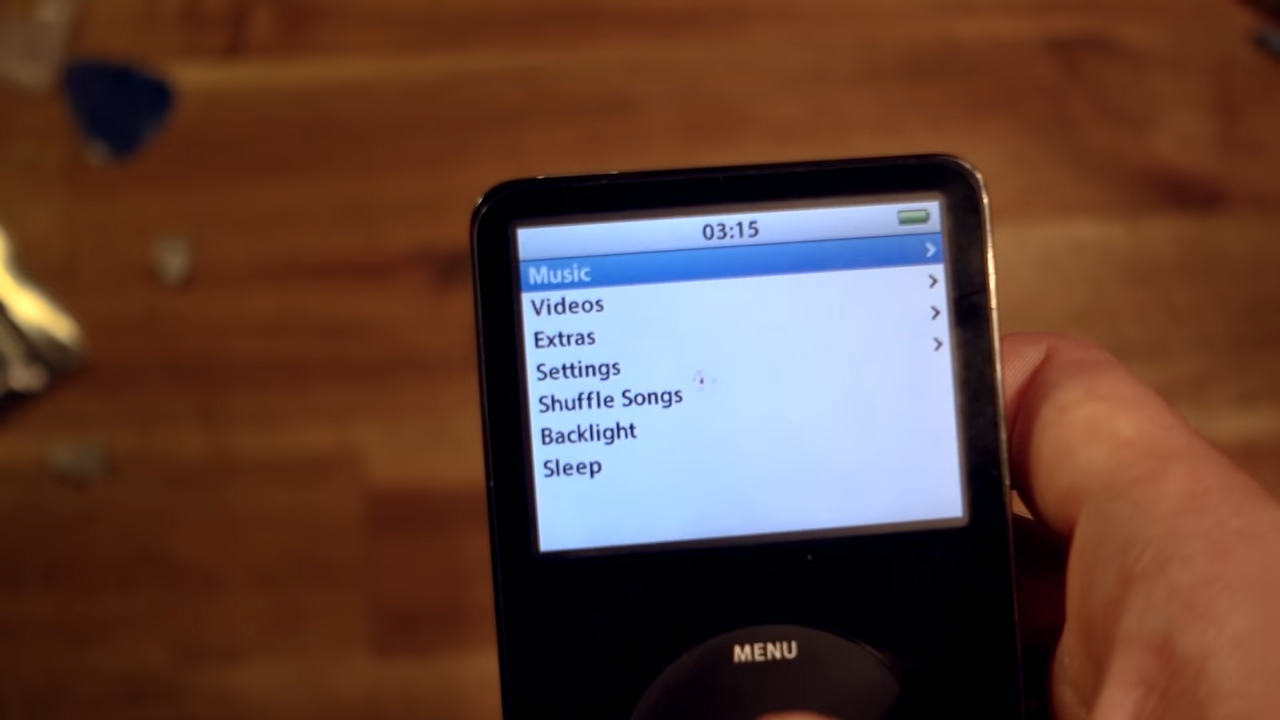 03:15
Music
Videos
Extras
Settings
Shuffle Songs
Backlight
Sleep
MENU